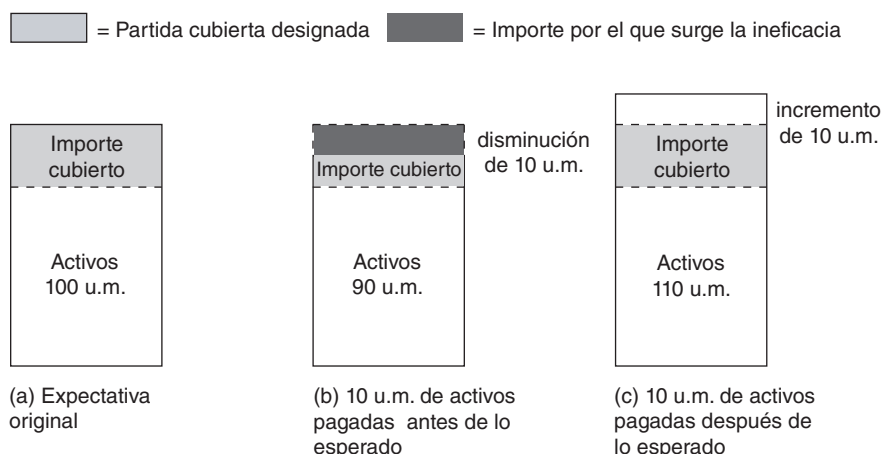 = Partida cubierta designada = Importe por el que surge la ineficacia
Importe
cubierto
Activos
100 u.m.
(a) Expectativa
original
Importe cubierto
disminución
de 10 u.m.
Activos
90 u.m.
(b) 10 u.m. de activos
pagadas antes de lo
esperado
incremento
de 10 u.m.
Importe
cubierto
Activos
110 u.m.
(c) 10 u.m. de activos
pagadas después de
lo esperado